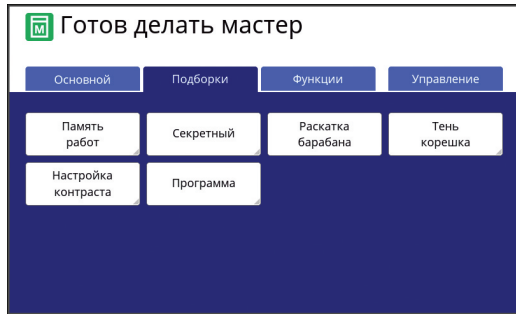 M Готов делать мастер
Основной Подборки Функции Управление
Память Секретный Раскатка Тень
работ барабана корешка
Настройка Программа
контраста